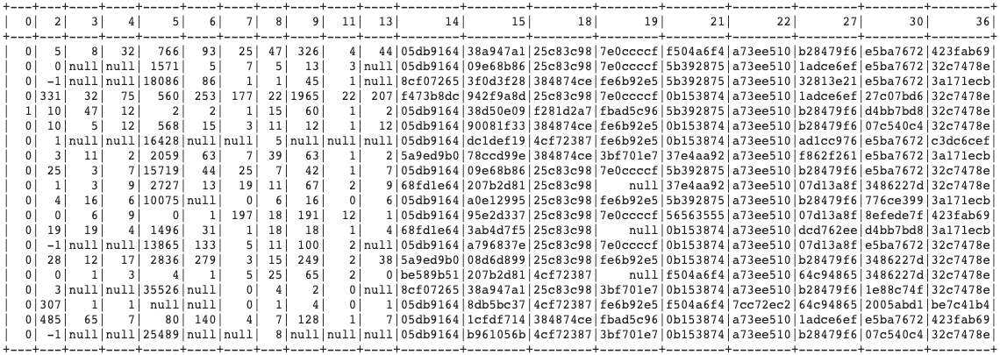 +---+---+----+----+-----+----+----+---+----+----+----+--------+--------+--------+--------+--------+--------+--------+--------+--------+
|  0|  2|   3|   4|    5|   6|   7|  8|   9|  11|  13|      14|      15|      18|      19|      21|      22|      27|      30|      36|
+---+---+----+----+-----+----+----+---+----+----+----+--------+--------+--------+--------+--------+--------+--------+--------+--------+
|  0|  5|   8|  32|  766|  93|  25| 47| 326|   4|  44|05db9164|38a947a1|25c83c98|7e0ccccf|f504a6f4|a73ee510|b28479f6|e5ba7672|423fab69|
|  0|  0|null|null| 1571|   5|   7|  5|  13|   3|null|05db9164|09e68b86|25c83c98|7e0ccccf|5b392875|a73ee510|1adce6ef|e5ba7672|32c7478e|
|  0| -1|null|null|18086|  86|   1|  1|  45|   1|null|8cf07265|3f0d3f28|384874ce|fe6b92e5|5b392875|a73ee510|32813e21|e5ba7672|3a171ecb|
|  0|331|  32|  75|  560| 253| 177| 22|1965|  22| 207|f473b8dc|942f9a8d|25c83c98|7e0ccccf|0b153874|a73ee510|1adce6ef|27c07bd6|32c7478e|
|  1| 10|  47|  12|    2|   2|   1| 15|  60|   1|   2|05db9164|38d50e09|f281d2a7|fbad5c96|5b392875|a73ee510|b28479f6|d4bb7bd8|32c7478e|
|  0| 10|   5|  12|  568|  15|   3| 11|  12|   1|  12|05db9164|90081f33|384874ce|fe6b92e5|0b153874|a73ee510|b28479f6|07c540c4|32c7478e|
|  0|  1|null|null|16428|null|null|  5|null|null|null|05db9164|dc1def19|4cf72387|fe6b92e5|0b153874|a73ee510|ad1cc976|e5ba7672|c3dc6cef|
|  0|  3|  11|   2| 2059|  63|   7| 39|  63|   1|   2|5a9ed9b0|78ccd99e|384874ce|3bf701e7|37e4aa92|a73ee510|f862f261|e5ba7672|3a171ecb|
|  0| 25|   3|   7|15719|  44|  25|  7|  42|   1|   7|05db9164|09e68b86|25c83c98|7e0ccccf|5b392875|a73ee510|b28479f6|e5ba7672|32c7478e|
|  0|  1|   3|   9| 2727|  13|  19| 11|  67|   2|   9|68fd1e64|207b2d81|25c83c98|    null|37e4aa92|a73ee510|07d13a8f|3486227d|32c7478e|
|  0|  4|  16|   6|10075|null|   0|  6|  16|   0|   6|05db9164|a0e12995|25c83c98|fe6b92e5|5b392875|a73ee510|b28479f6|776ce399|3a171ecb|
|  0|  0|   6|   9|    0|   1| 197| 18| 191|  12|   1|05db9164|95e2d337|25c83c98|7e0ccccf|56563555|a73ee510|07d13a8f|8efede7f|423fab69|
|  0| 19|  19|   4| 1496|  31|   1| 18|  18|   1|   4|68fd1e64|3ab4d7f5|25c83c98|    null|0b153874|a73ee510|dcd762ee|d4bb7bd8|3a171ecb|
|  0| -1|null|null|13865| 133|   5| 11| 100|   2|null|05db9164|a796837e|25c83c98|7e0ccccf|0b153874|a73ee510|07d13a8f|e5ba7672|32c7478e|
|  0| 28|  12|  17| 2836| 279|   3| 15| 249|   2|  38|5a9ed9b0|08d6d899|25c83c98|fe6b92e5|0b153874|a73ee510|b28479f6|3486227d|32c7478e|
|  0|  0|   1|   3|    4|   1|   5| 25|  65|   2|   0|be589b51|207b2d81|4cf72387|    null|f504a6f4|a73ee510|64c94865|3486227d|32c7478e|
|  0|  3|null|null|35526|null|   0|  4|   2|   0|null|8cf07265|38a947a1|25c83c98|3bf701e7|0b153874|a73ee510|b28479f6|1e88c74f|32c7478e|
|  0|307|   1|   1| null|null|   0|  1|   4|   0|   1|05db9164|8db5bc37|4cf72387|fe6b92e5|f504a6f4|7cc72ec2|64c94865|2005abd1|be7c41b4|
|  0|485|  65|   7|   80| 140|   4|  7| 128|   1|   7|05db9164|1cfdf714|384874ce|fbad5c96|0b153874|a73ee510|1adce6ef|e5ba7672|423fab69|
|  0| -1|null|null|25489|null|null|  8|null|null|null|05db9164|b961056b|4cf72387|3bf701e7|0b153874|a73ee510|b28479f6|07c540c4|32c7478e|
+---+---+----+----+-----+----+----+---+----+----+----+--------+--------+--------+--------+--------+--------+--------+--------+--------+